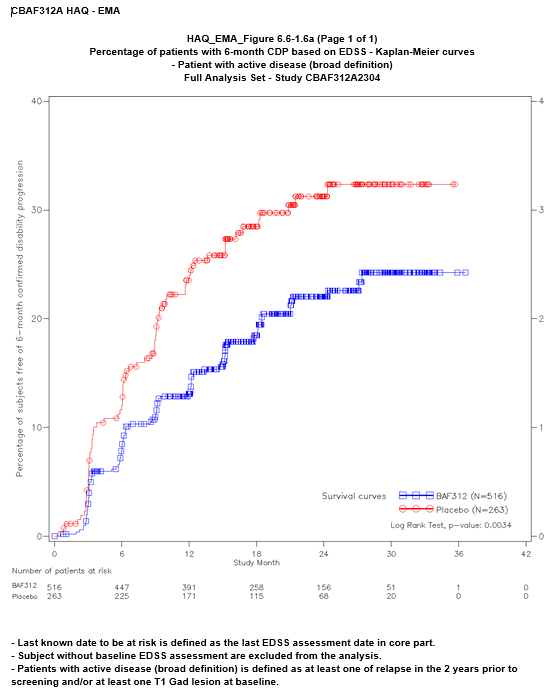 CBAF312A HAQ - EMA
HAQ_EMA_Figure 6.6-1.6a (Page 1 of 1)
Percentage of patients with 6-month CDP based on EDSS - Kaplan-Meier curves
- Patient with active disease (broad definition)
Full Analysis Set - Study CBAF312A2304
Percentage of subjects free of 6-month confirmed disability progression
40
30
20
10
0
4
3
2
1
0
Survival curves
BAF312 (N=516)
Placebo (N=263)
Log Rank Test, p-value: 0.0034
0 6 12 18 24 30 36 42
Study Month
Number of patients at risk
BAF312 516 447 391 258 156 51 1 0
Placebo 263 225 171 115 68 20 0 0
- Last known date to be at risk is defined as the last EDSS assessment date in core part.
- Subject without baseline EDSS assessment are excluded from the analysis.
- Patients with active disease (broad definition) is defined as at least one of relapse in the 2 years prior to
screening and/or at least one T1 Gad lesion at baseline.